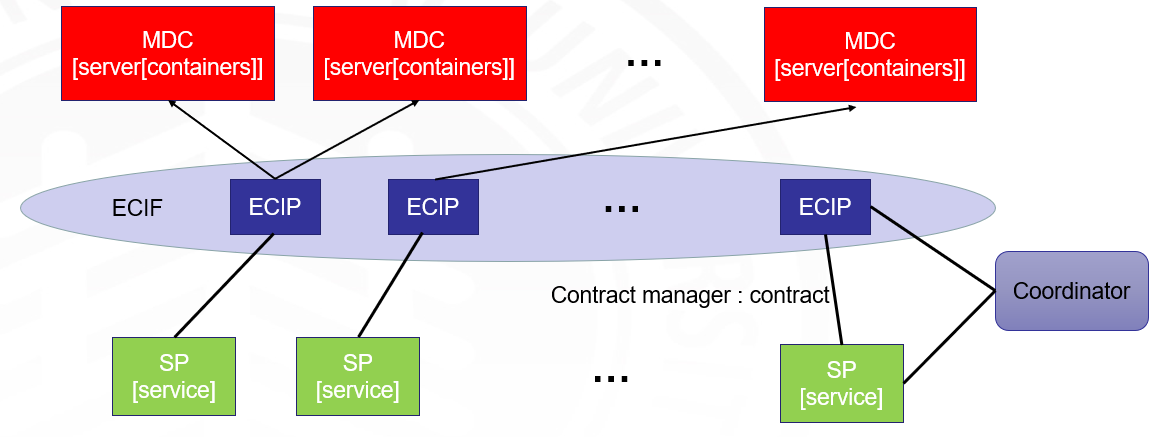 MDC
[server[containers]]
MDC
[server[containers]]
...
MDC
[server[containers]]
ECIF
ECIP
ECIP
...
ECIP
Contract manager : contract
Coordinator
SP
[service]
SP
[service]
...
SP
[service]